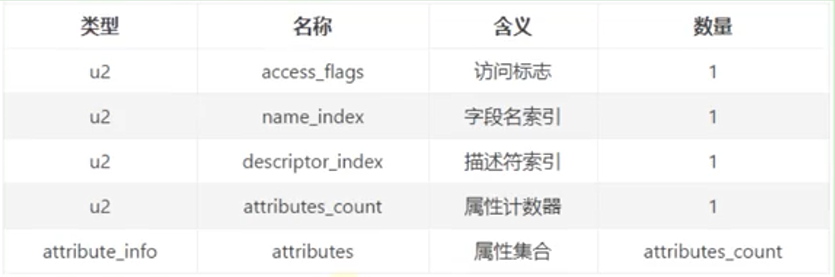 类型 名称 含义 数量
u2 access_flags 访问标志 1
u2 name_index 字段名索引 1
u2 descriptor_index 描述符索引 1
u2 attributes_count 属性计数器 1
attribute_info attributes 属性集合 attributes_count